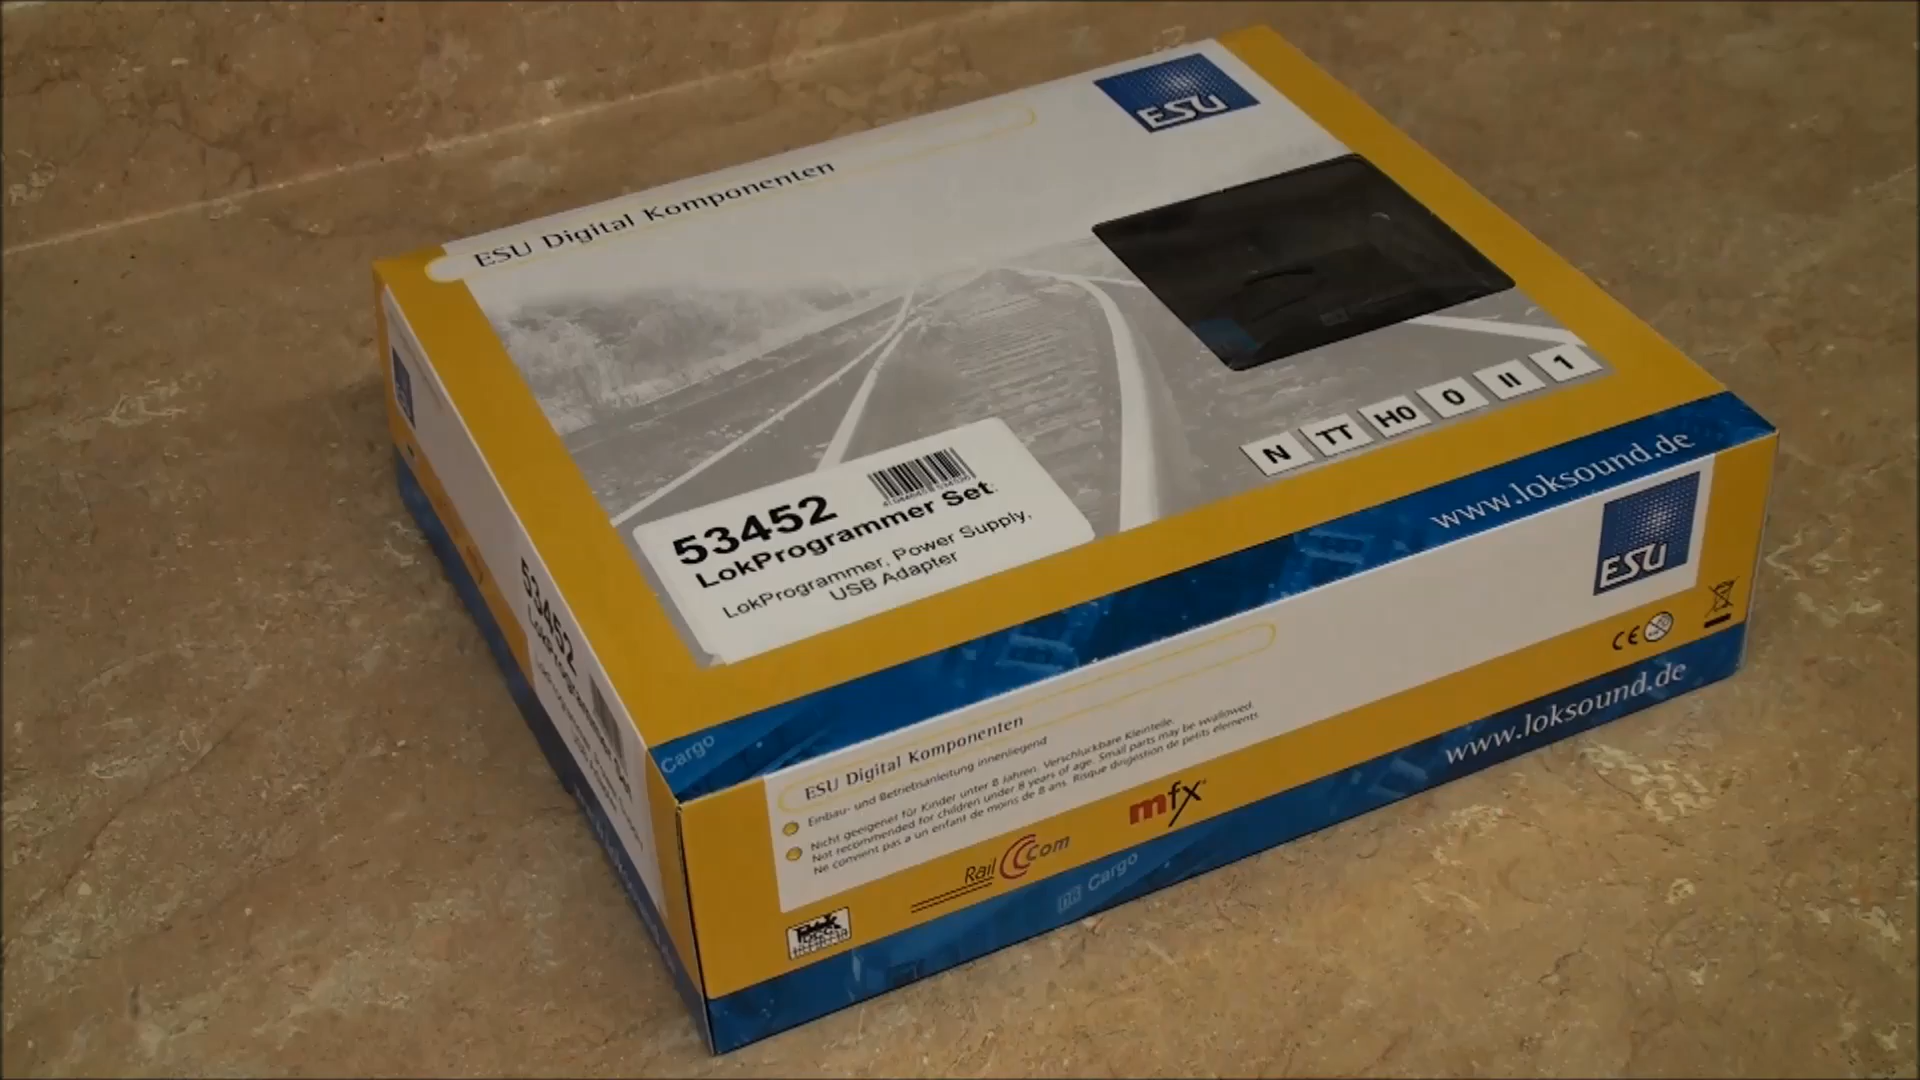 ESU
ESU Digital Komponenten
N TT H0 0 II 1
53452
LokProgrammer Set:
LokProgrammer, Power Supply,
USB Adapter
www.loksound.de
Cargo
ESU
ESU Digital Komponenten
Einbau- und Betriebsanleitung innenliegend
Nicht geeignet für Kinder unter 8 Jahren. Verschluckbare Kleinteile.
Not recommended for children under 8 years of age. Small parts may be swallowed.
Ne convient pas a un enfant de moins de 8 ans. Risque d'ingestion de petits elements
CE
RailCom
mfx
Cargo
www.loksound.de
53452
LokProgrammer Set: